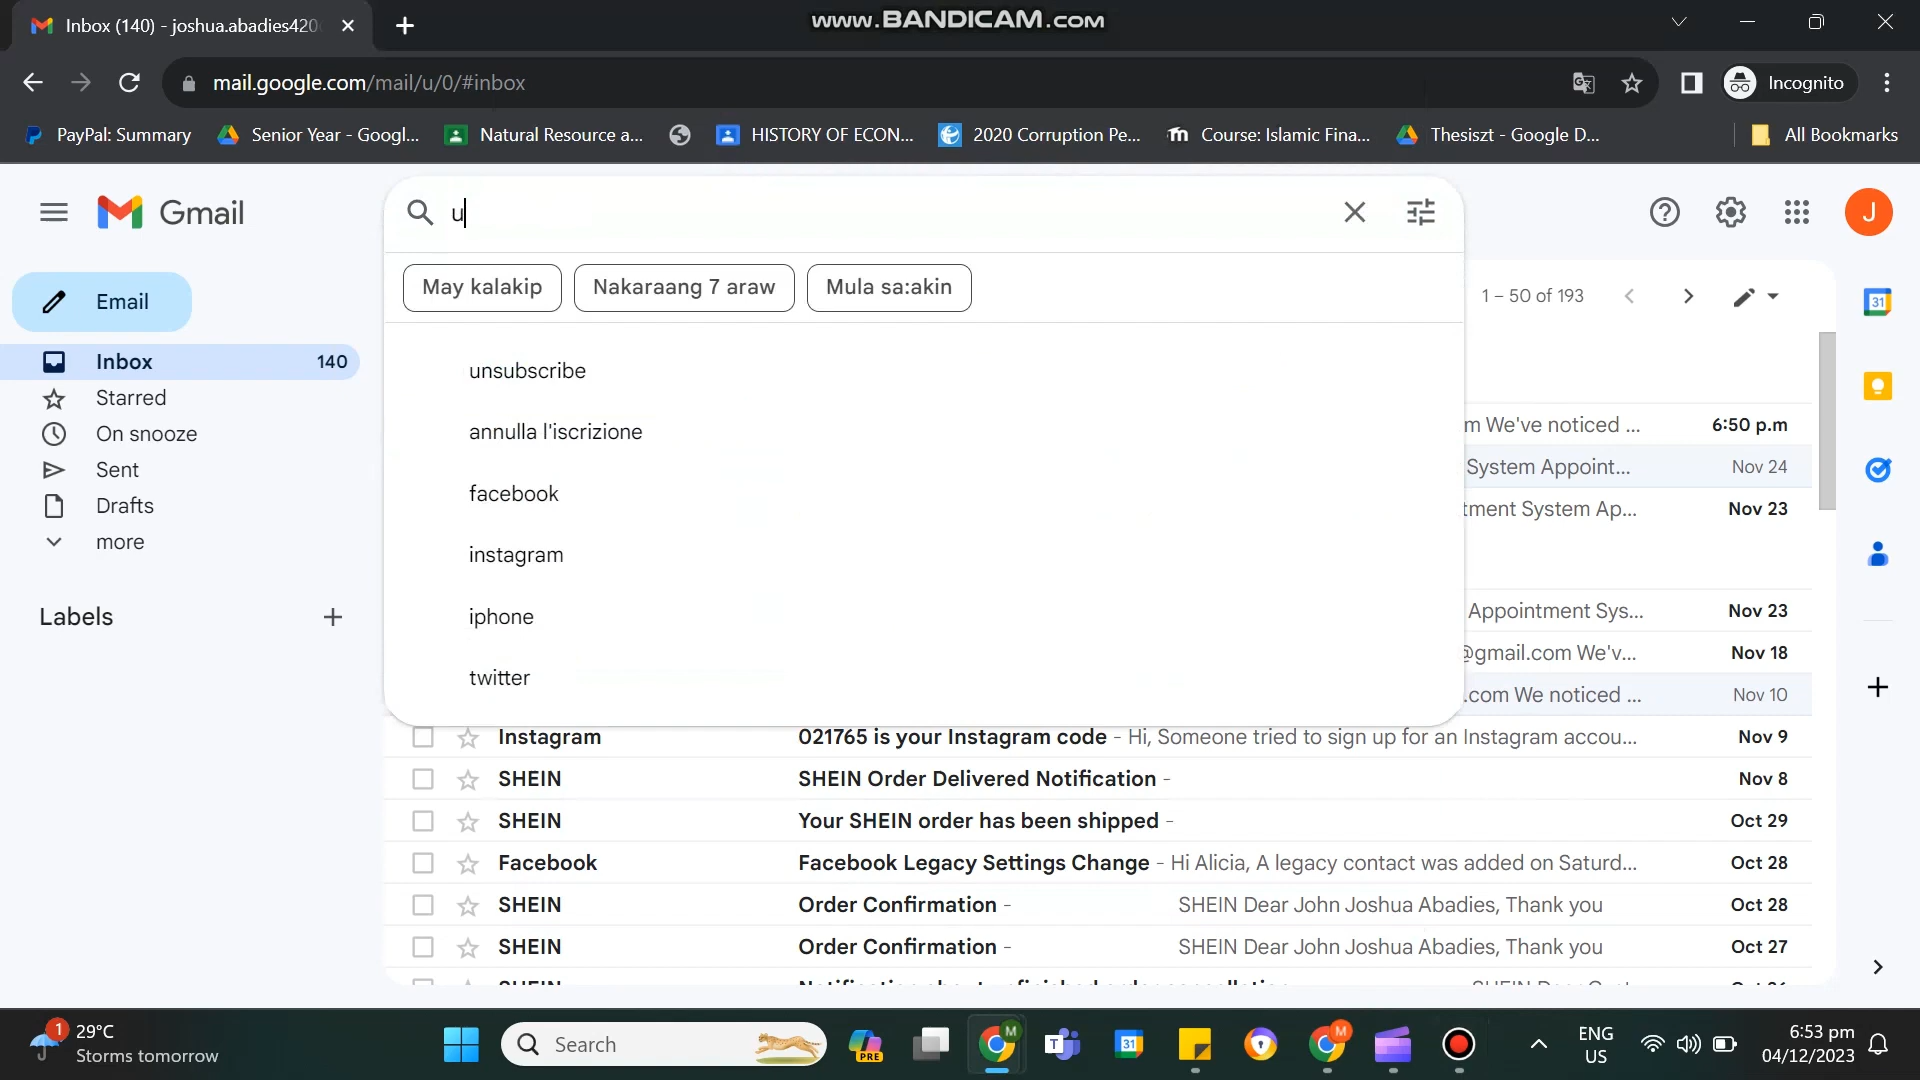 Inbox (140) - joshua.abadies420
www.BANDICAM.com
mail.google.com/mail/u/0/#inbox
Incognito
PayPal: Summary
Senior Year - Googl...
Natural Resource a...
HISTORY OF ECON...
2020 Corruption Pe...
Course: Islamic Fina...
Thesiszt - Google D...
All Bookmarks
Gmail
u
J
May kalakip
Nakaraang 7 araw
Mula sa:akin
1 – 50 of 193
Email
Inbox 140
Starred
On snooze
Sent
Drafts
more
Labels
unsubscribe
annulla l'iscrizione
facebook
instagram
iphone
twitter
m We've noticed ... 6:50 p.m
System Appoint... Nov 24
tment System Ap... Nov 23
Appointment Sys... Nov 23
@gmail.com We'v... Nov 18
.com We noticed ... Nov 10
Instagram 021765 is your Instagram code - Hi, Someone tried to sign up for an Instagram accou... Nov 9
SHEIN SHEIN Order Delivered Notification - Nov 8
SHEIN Your SHEIN order has been shipped - Oct 29
Facebook Facebook Legacy Settings Change - Hi Alicia, A legacy contact was added on Saturd... Oct 28
SHEIN Order Confirmation - SHEIN Dear John Joshua Abadies, Thank you Oct 28
SHEIN Order Confirmation - SHEIN Dear John Joshua Abadies, Thank you Oct 27
31
1
29°C
Storms tomorrow
Search
PRE
M
T
31
M
ENG
US
6:53 pm
04/12/2023